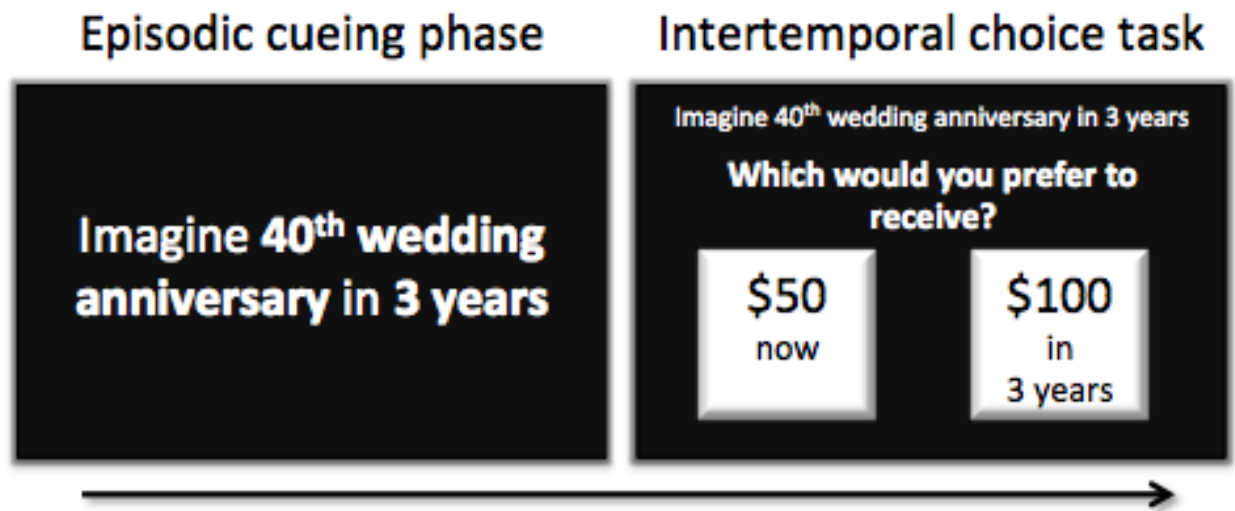 Episodic cueing phase
Imagine 40th wedding
anniversary in 3 years
Intertemporal choice task
Imagine 40th wedding anniversary in 3 years
Which would you prefer to
receive?
$50
now
$100
in
3 years